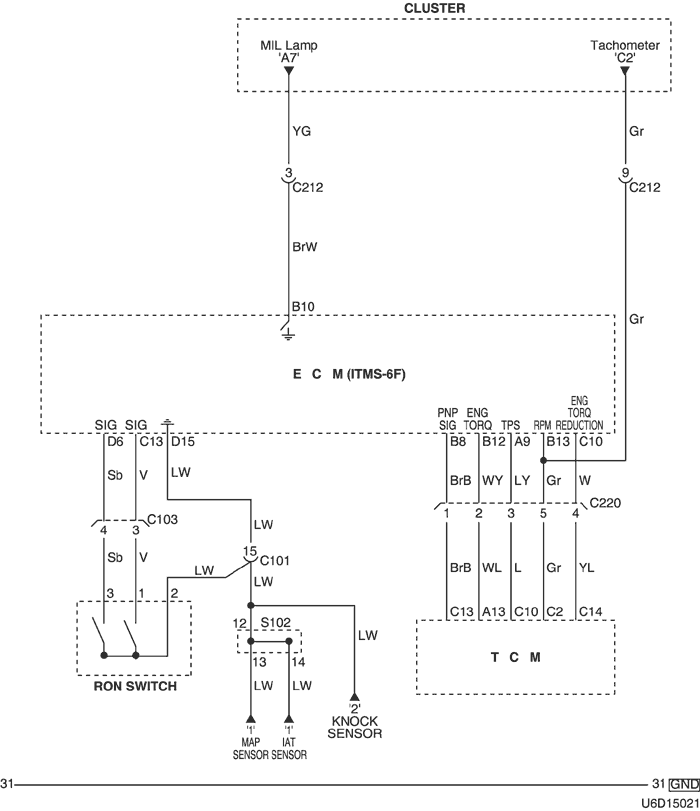 CLUSTER
MIL Lamp
'A7'
Tachometer
'C2'
YG
Gr
3
C212
9
C212
BrW
B10
Gr
E C M (ITMS-6F)
SIG SIG
PNP SIG
ENG TORQ
TPS
RPM
ENG TORQ REDUCTION
D6 C13 D15
B8 B12 A9 B13 C10
Sb V LW
BrB WY LY Gr W
C220
LW
C103
4 3
1 2 3 5 4
15
C101
Sb V LW LW
BrB WL L Gr YL
3 1 2
C13 A13 C10 C2 C14
12 S102
LW
13 14
T C M
RON SWITCH
LW LW
'2'
KNOCK
SENSOR
'1' '1'
MAP SENSOR
IAT SENSOR
31 31 GND
U6D15021